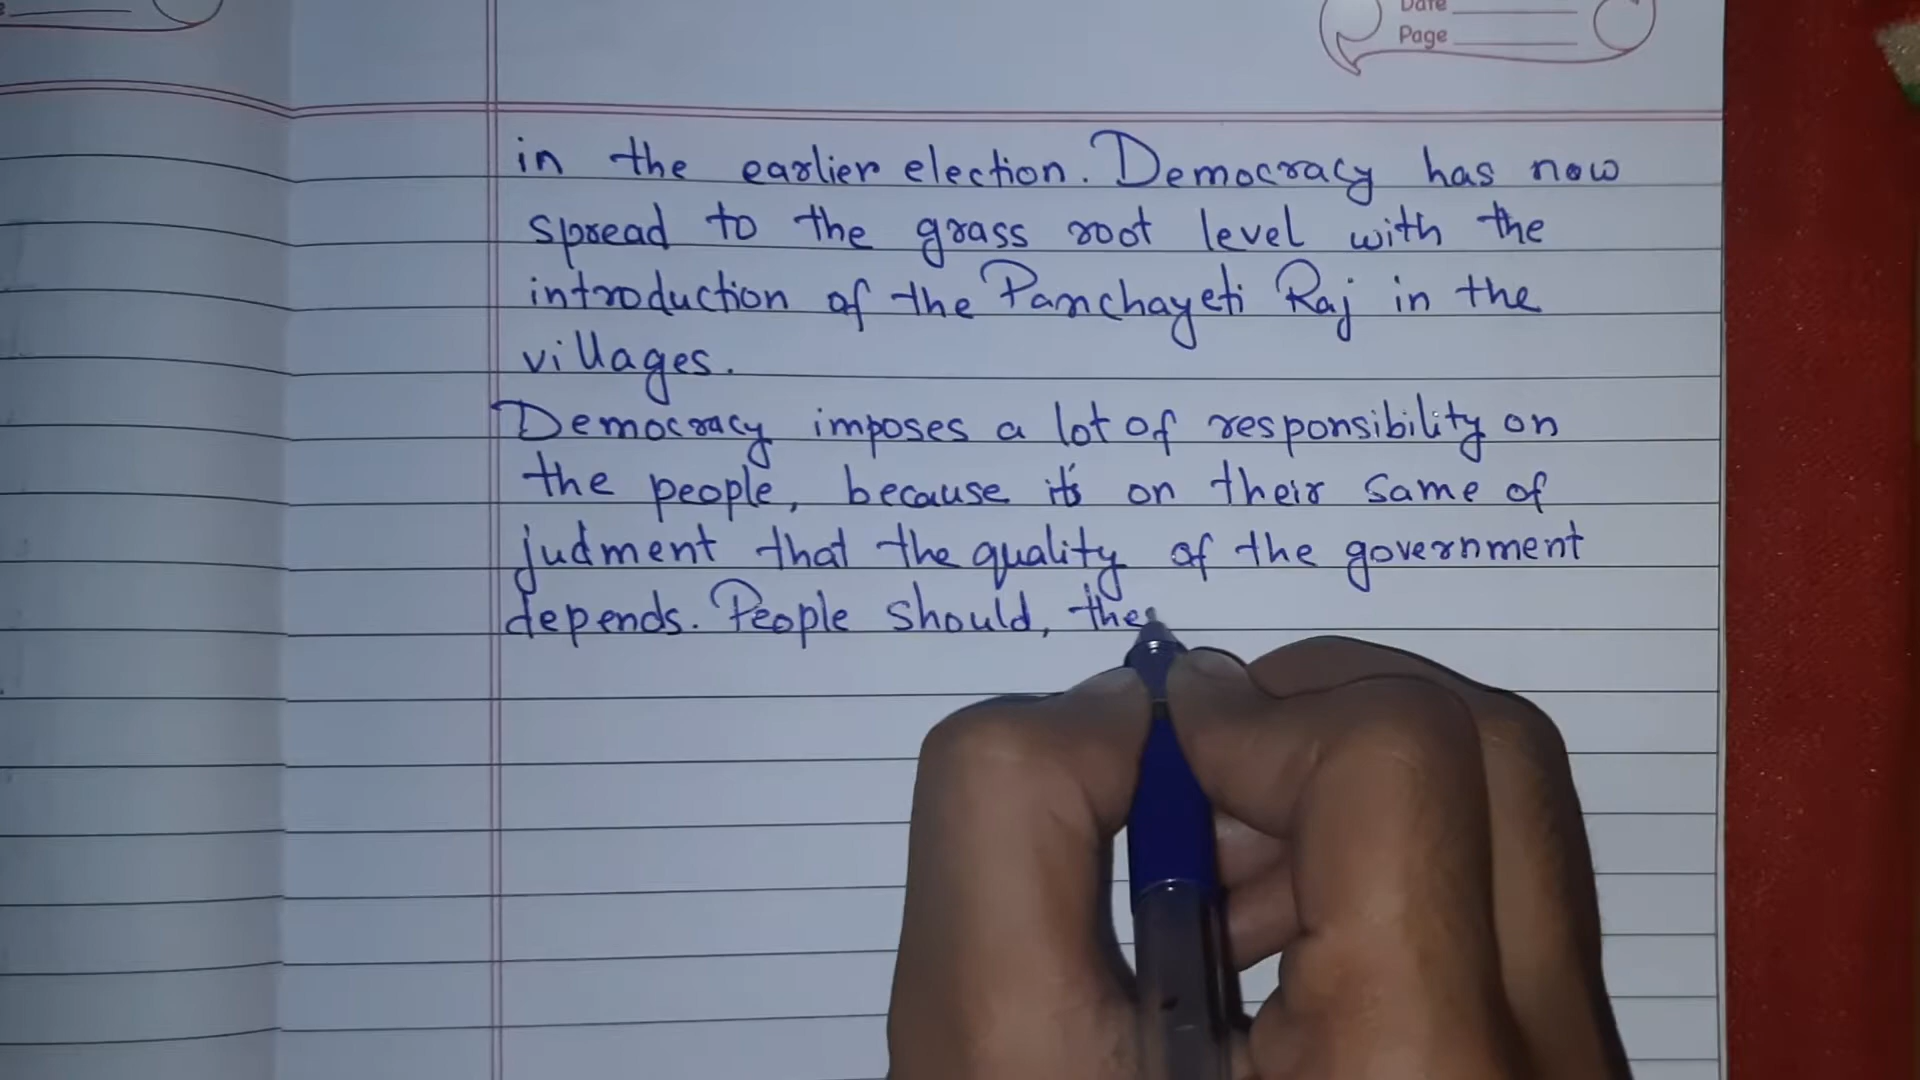 Date
Page
in the earlier election. Democracy has now
spread to the grass root level with the
introduction of the Panchayeti Raj in the
villages.
Democracy imposes a lot of responsibility on
the people, because it's on their same of
judment that the quality of the government
depends. People should, the